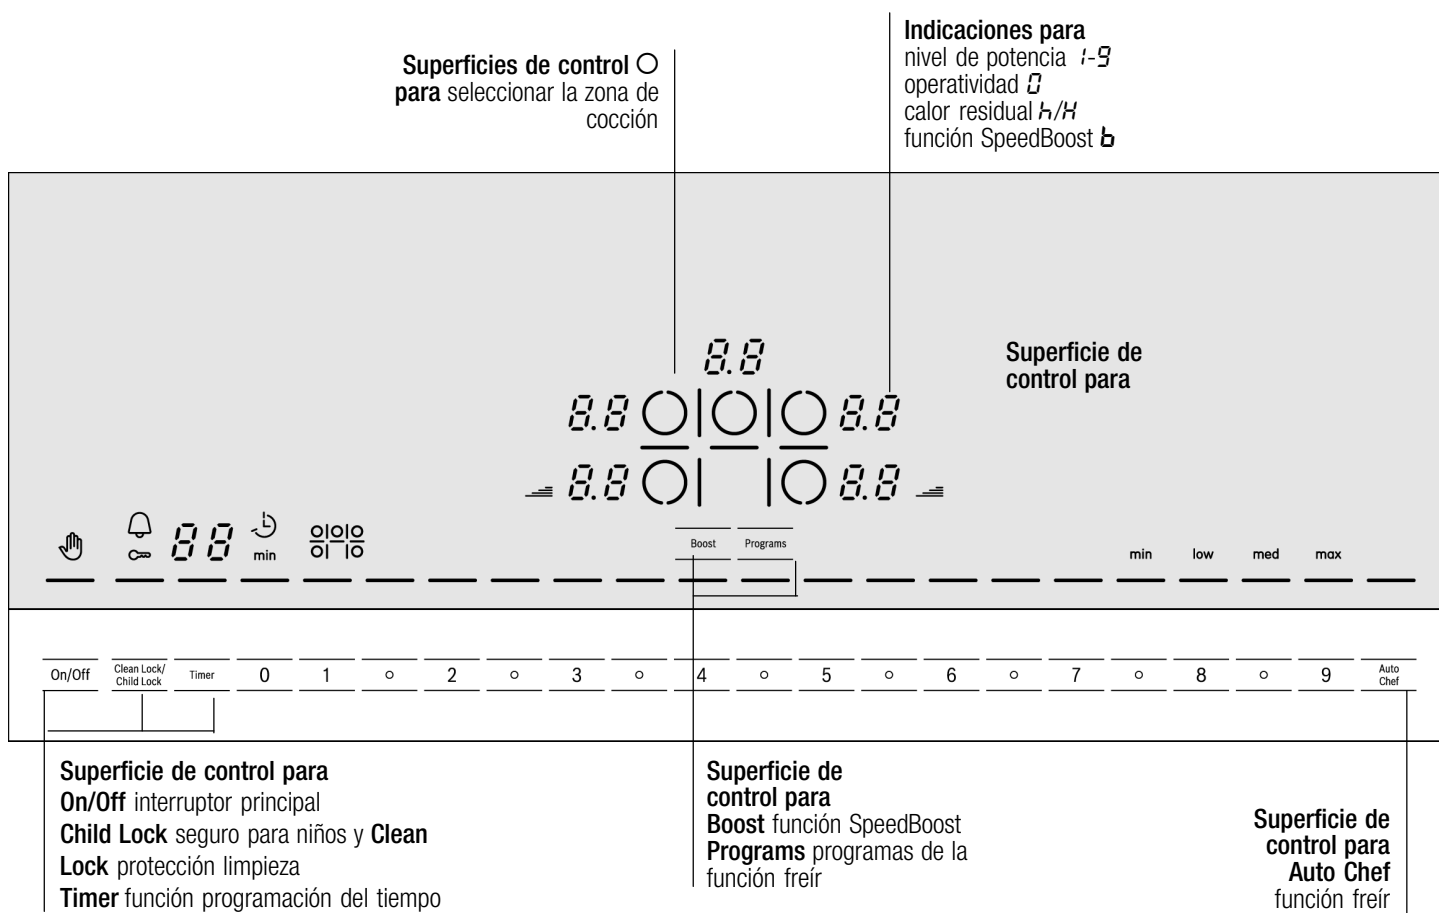 Superficies de control ○
para seleccionar la zona de
cocción
Indicaciones para
nivel de potencia 1-9
operatividad 0
calor residual h/H
función SpeedBoost b
8.8
Superficie de
control para
8.8 8.8
8.8 8.8
88
min
Boost Programs
min low med max
On/Off Clean Lock/ Child Lock Timer 0 1 ○ 2 ○ 3 ○ 4 ○ 5 ○ 6 ○ 7 ○ 8 ○ 9 Auto Chef
Superficie de control para
On/Off interruptor principal
Child Lock seguro para niños y Clean
Lock protección limpieza
Timer función programación del tiempo
Superficie de
control para
Boost función SpeedBoost
Programs programas de la
función freír
Superficie de
control para
Auto Chef
función freír